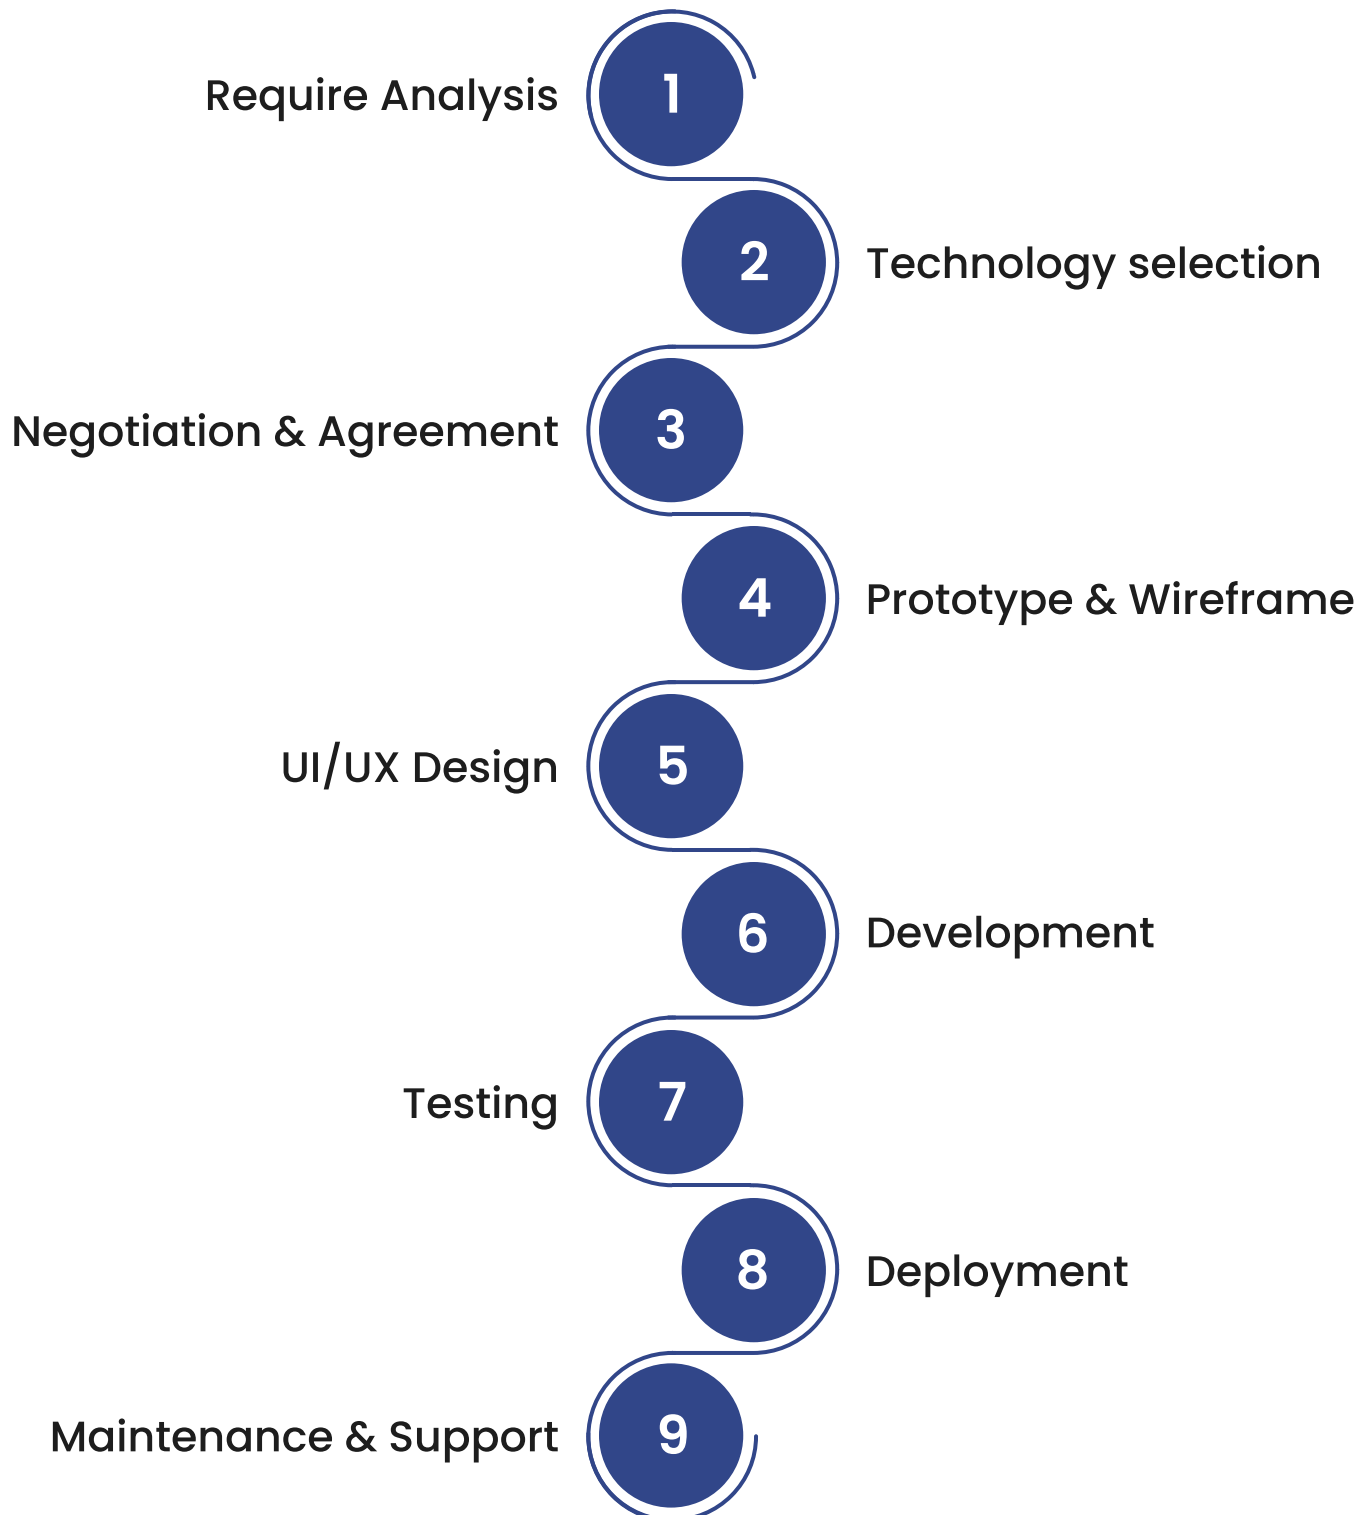 Require Analysis
1
2
Technology selection
Negotiation & Agreement
3
4
Prototype & Wireframe
UI/UX Design
5
6
Development
Testing
7
8
Deployment
Maintenance & Support
9